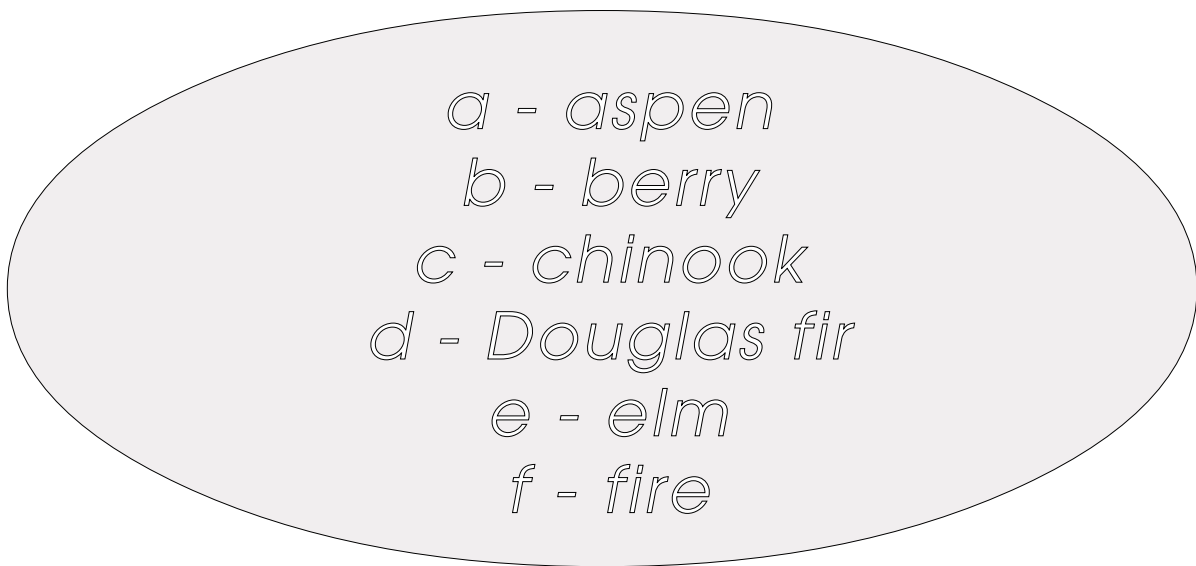 a - aspen
b - berry
c - chinook
d - Douglas fir
e - elm
f - fire